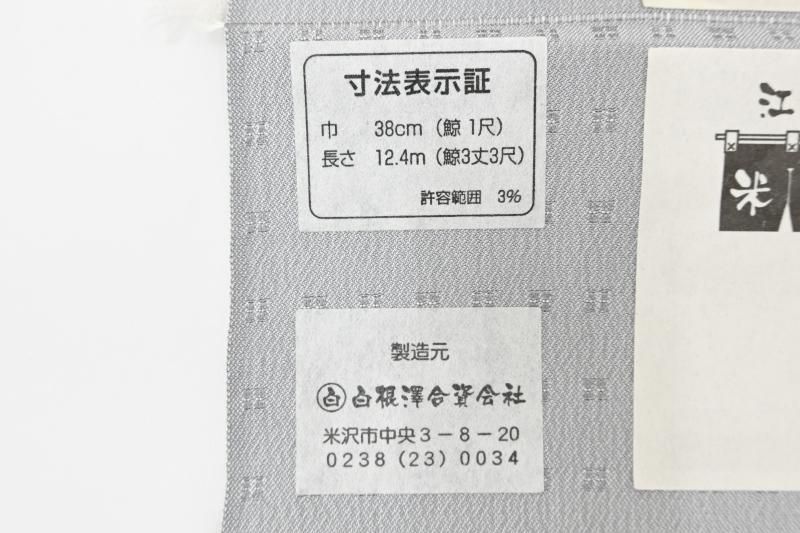 寸法表示証
巾 38cm（鯨 1尺）
長さ 12.4m（鯨3丈3尺）
許容範囲 3%
製造元
白 白根澤合資会社
米沢市中央3－8－20
0238（23）0034
江
米